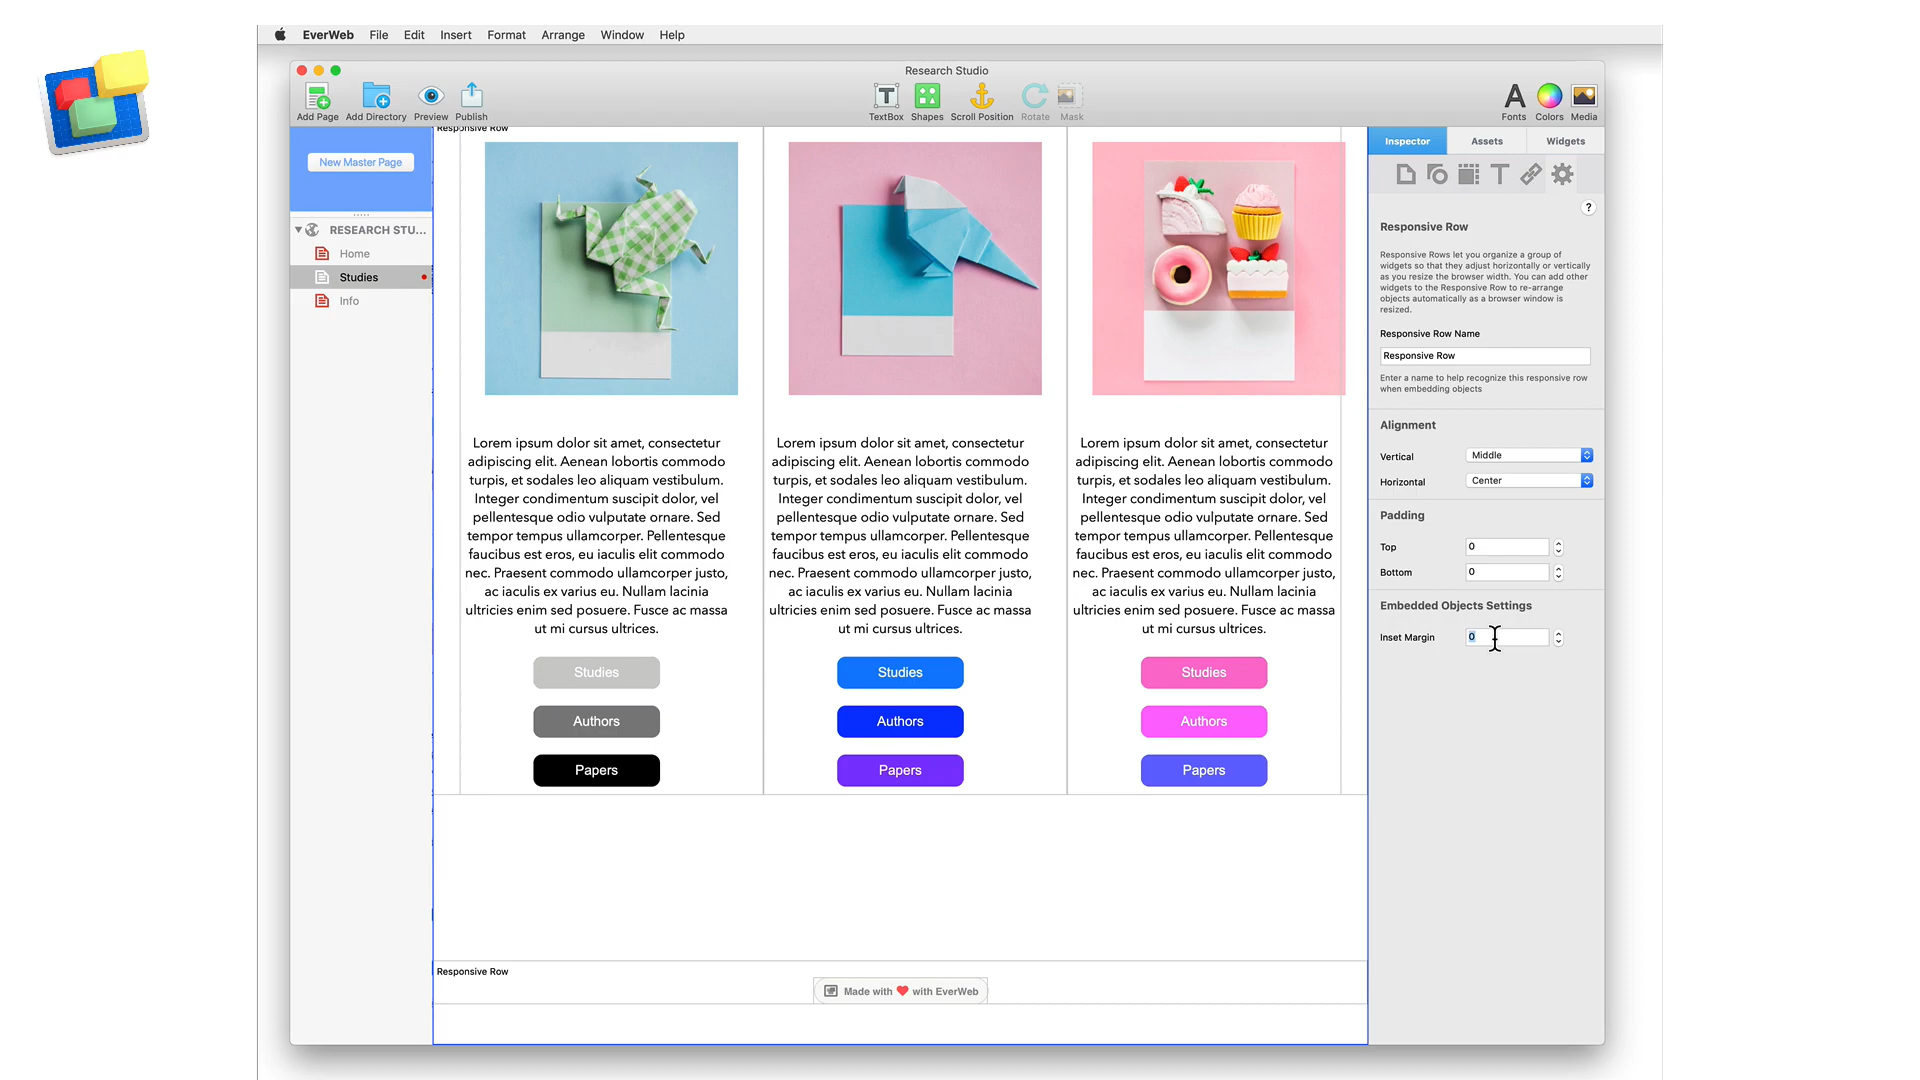 EverWeb File Edit Insert Format Arrange Window Help
Research Studio
Add Page Add Directory Preview Publish TextBox Shapes Scroll Position Rotate Mask Fonts Colors Media
New Master Page
RESEARCH STU...
Home
Studies
Info
Responsive Row
Lorem ipsum dolor sit amet, consectetur
adipiscing elit. Aenean lobortis commodo
turpis, et sodales leo aliquam vestibulum.
Integer condimentum suscipit dolor, vel
pellentesque odio vulputate ornare. Sed
tempor tempus ullamcorper. Pellentesque
faucibus est eros, eu iaculis elit commodo
nec. Praesent commodo ullamcorper justo,
ac iaculis ex varius eu. Nullam lacinia
ultricies enim sed posuere. Fusce ac massa
ut mi cursus ultrices.
Studies
Authors
Papers
Lorem ipsum dolor sit amet, consectetur
adipiscing elit. Aenean lobortis commodo
turpis, et sodales leo aliquam vestibulum.
Integer condimentum suscipit dolor, vel
pellentesque odio vulputate ornare. Sed
tempor tempus ullamcorper. Pellentesque
faucibus est eros, eu iaculis elit commodo
nec. Praesent commodo ullamcorper justo,
ac iaculis ex varius eu. Nullam lacinia
ultricies enim sed posuere. Fusce ac massa
ut mi cursus ultrices.
Studies
Authors
Papers
Lorem ipsum dolor sit amet, consectetur
adipiscing elit. Aenean lobortis commodo
turpis, et sodales leo aliquam vestibulum.
Integer condimentum suscipit dolor, vel
pellentesque odio vulputate ornare. Sed
tempor tempus ullamcorper. Pellentesque
faucibus est eros, eu iaculis elit commodo
nec. Praesent commodo ullamcorper justo,
ac iaculis ex varius eu. Nullam lacinia
ultricies enim sed posuere. Fusce ac massa
ut mi cursus ultrices.
Studies
Authors
Papers
Responsive Row
Made with ❤ with EverWeb
Inspector Assets Widgets
?
Responsive Row
Responsive Rows let you organize a group of
widgets so that they adjust horizontally or vertically
as you resize the browser width. You can add other
widgets to the Responsive Row to re-arrange
objects automatically as a browser window is
resized.
Responsive Row Name
Responsive Row
Enter a name to help recognize this responsive row
when embedding objects
Alignment
Vertical Middle
Horizontal Center
Padding
Top 0
Bottom 0
Embedded Objects Settings
Inset Margin 0